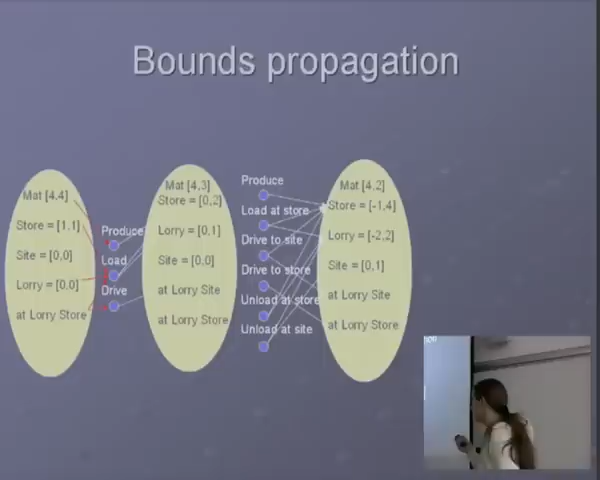 Bounds propagation
Mat [4,4]
Store = [1,1]
Site = [0,0]
Lorry = [0,0]
at Lorry Store
Produce
Load
Drive
Mat [4,3]
Store = [0,2]
Lorry = [0,1]
Site = [0,0]
at Lorry Site
at Lorry Store
Produce
Load at store
Drive to site
Drive to store
Unload at store
Unload at site
Mat [4,2]
Store = [-1,4]
Lorry = [-2,2]
Site = [0,1]
at Lorry Site
at Lorry Store